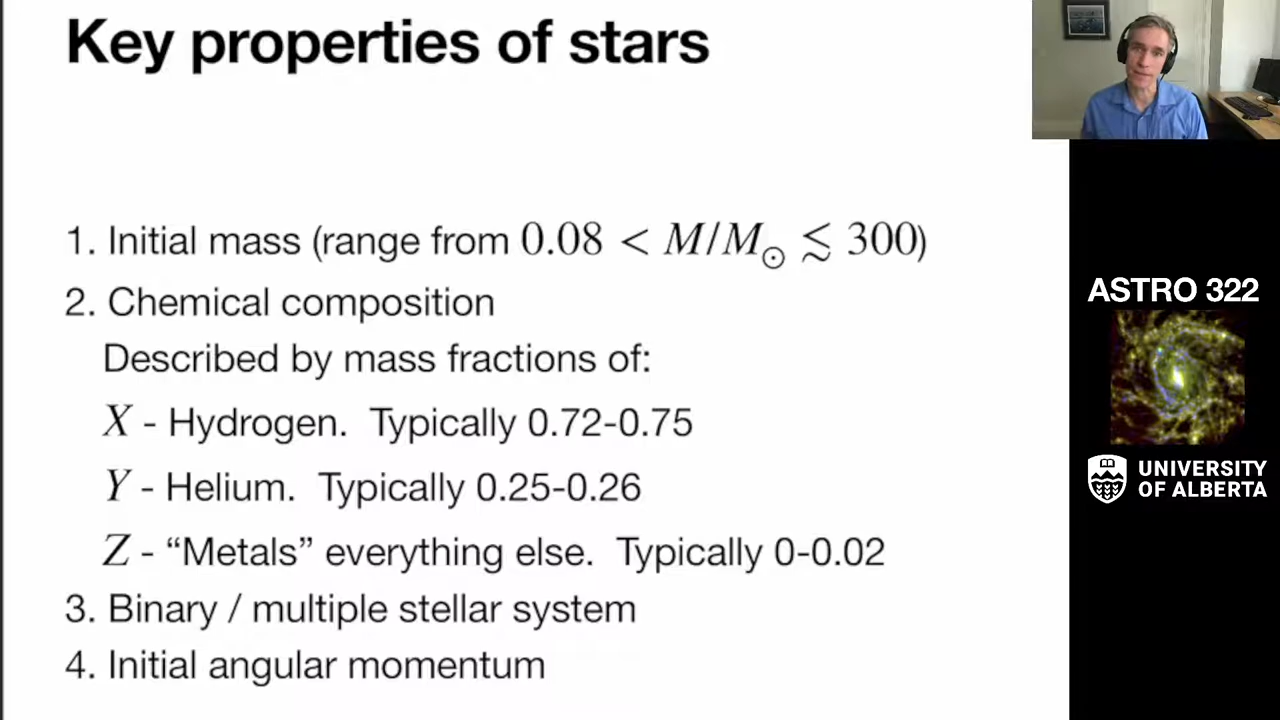 Key properties of stars
1. Initial mass (range from 0.08 < M/M☉ ≲ 300)
2. Chemical composition
Described by mass fractions of:
X - Hydrogen. Typically 0.72-0.75
Y - Helium. Typically 0.25-0.26
Z - “Metals” everything else. Typically 0-0.02
3. Binary / multiple stellar system
4. Initial angular momentum
ASTRO 322
UNIVERSITY
OF ALBERTA